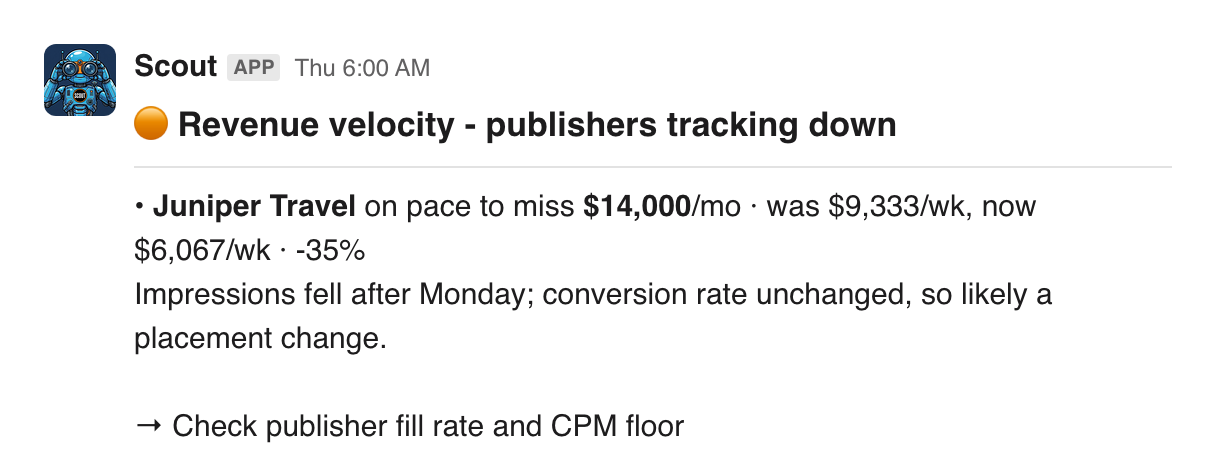 Scout APP Thu 6:00 AM
Revenue velocity - publishers tracking down
• Juniper Travel on pace to miss $14,000/mo · was $9,333/wk, now
$6,067/wk · -35%
Impressions fell after Monday; conversion rate unchanged, so likely a
placement change.
→ Check publisher fill rate and CPM floor